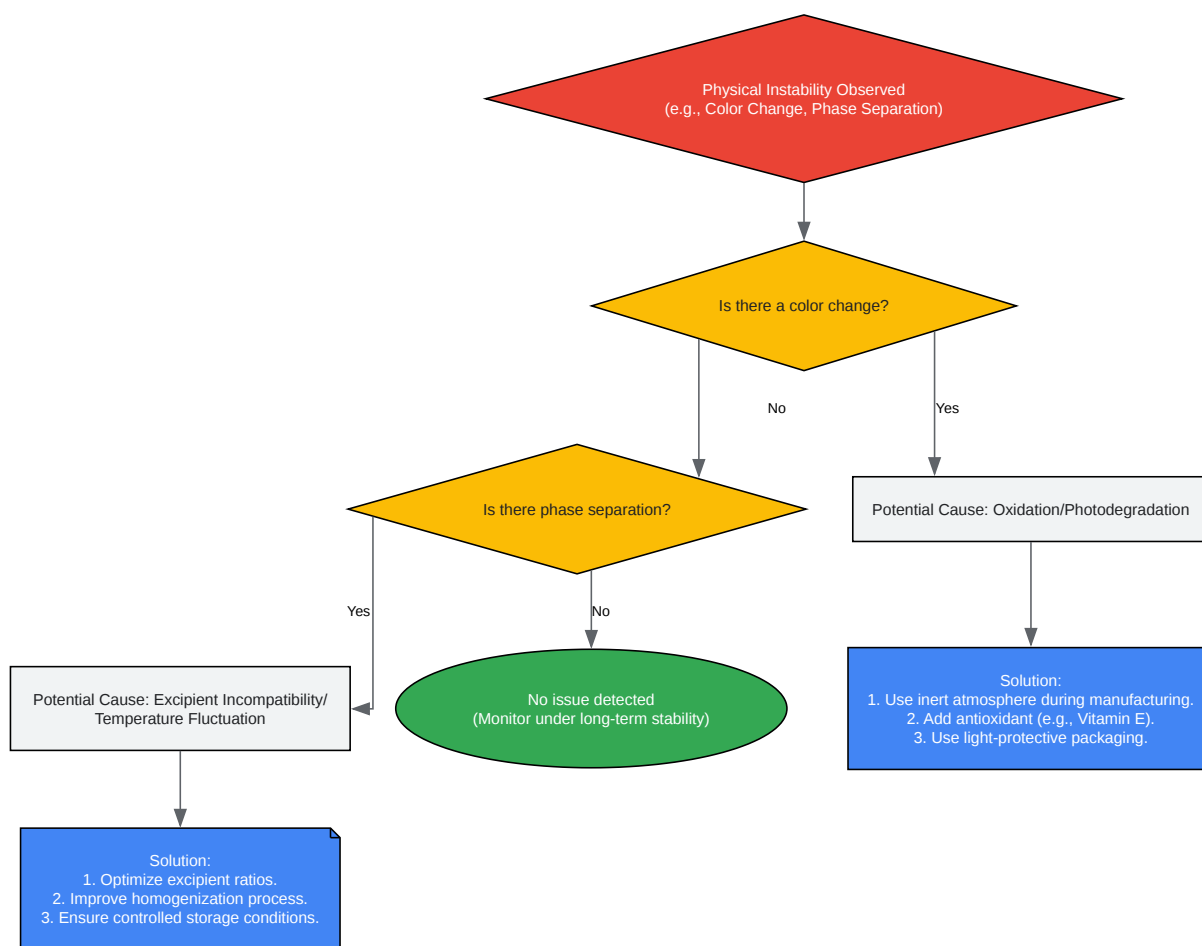 Physical Instability Observed
(e.g., Color Change, Phase Separation)
Is there a color change?
No
Yes
Is there phase separation?
Potential Cause: Oxidation/Photodegradation
Yes
No
Potential Cause: Excipient Incompatibility/
Temperature Fluctuation
No issue detected
(Monitor under long-term stability)
Solution:
1. Use inert atmosphere during manufacturing.
2. Add antioxidant (e.g., Vitamin E).
3. Use light-protective packaging.
Solution:
1. Optimize excipient ratios.
2. Improve homogenization process.
3. Ensure controlled storage conditions.